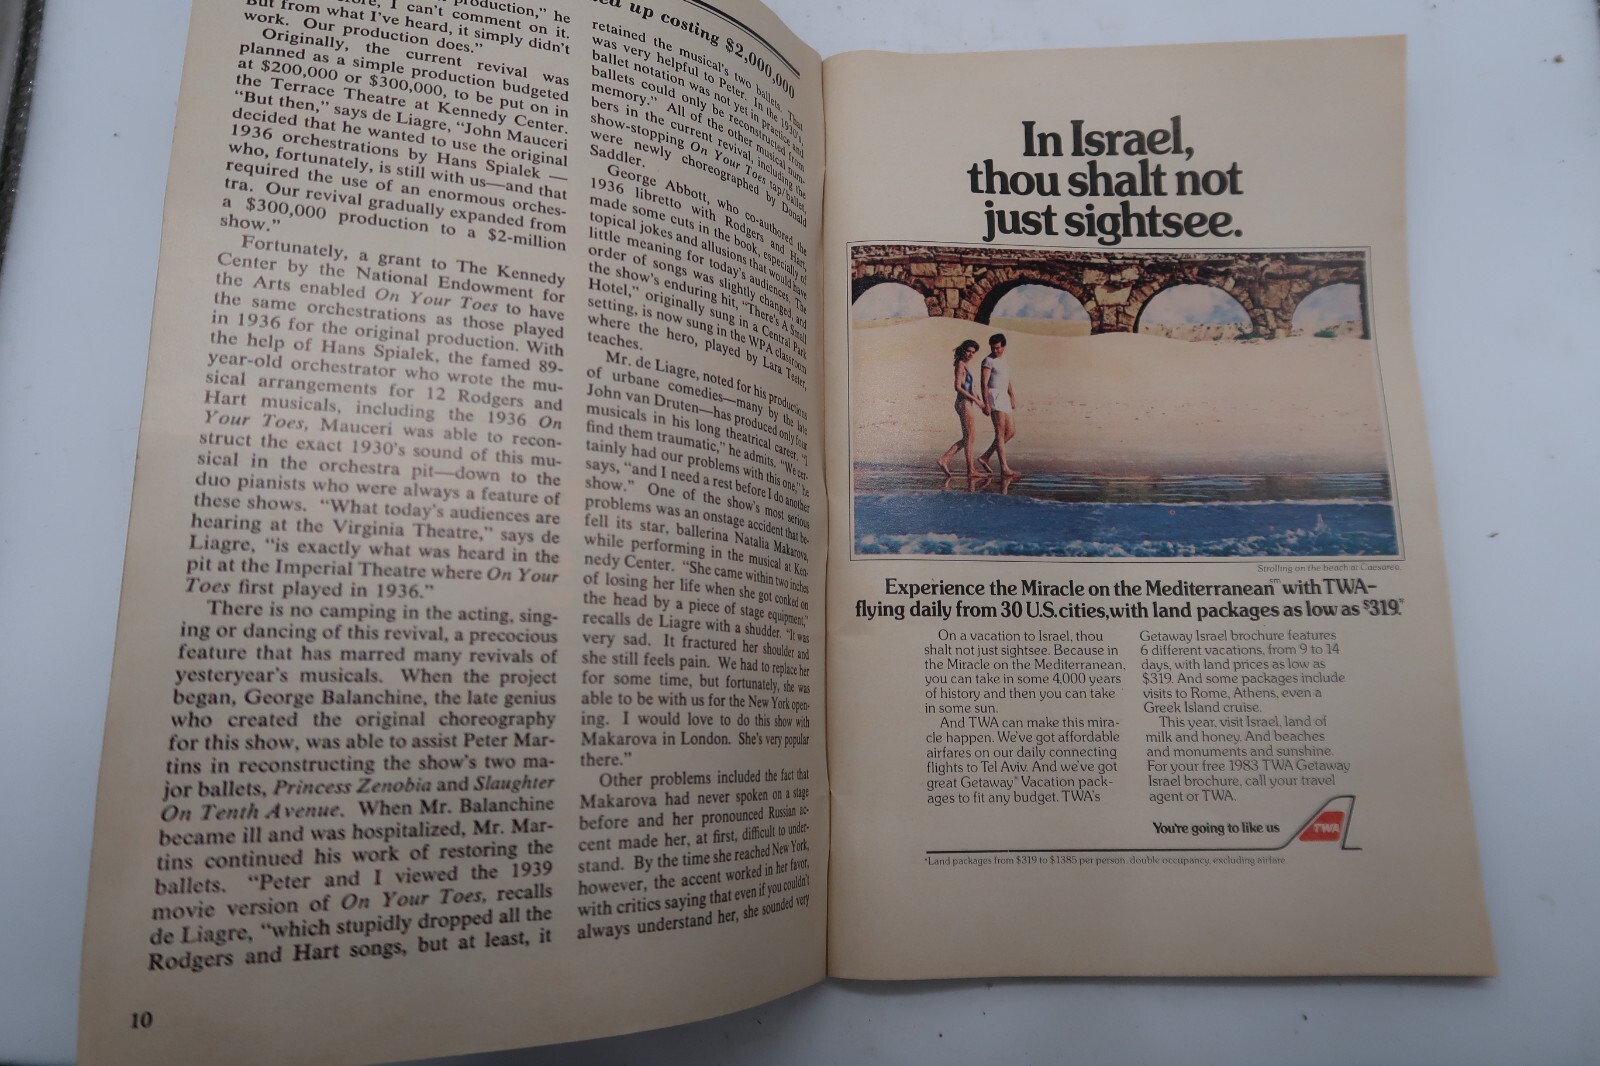 production," he
I can't comment on it.
But from what I've heard, it simply didn't
work. Our production does."
Originally, the current revival was
planned as a simple production budgeted
at $200,000 or $300,000, to be put on in
the Terrace Theatre at Kennedy Center.
"But then," says de Liagre, "John Mauceri
decided that he wanted to use the original
1936 orchestrations by Hans Spialek —
who, fortunately, is still with us—and that
required the use of an enormous orches-
tra. Our revival gradually expanded from
a $300,000 production to a $2-million
show."
Fortunately, a grant to The Kennedy
Center by the National Endowment for
the Arts enabled On Your Toes to have
the same orchestrations as those played
in 1936 for the original production. With
the help of Hans Spialek, the famed 89-
year-old orchestrator who wrote the mu-
sical arrangements for 12 Rodgers and
Hart musicals, including the 1936 On
Your Toes, Mauceri was able to recon-
struct the exact 1930's sound of this mu-
sical in the orchestra pit—down to the
duo pianists who were always a feature of
these shows. "What today's audiences are
hearing at the Virginia Theatre," says de
Liagre, "is exactly what was heard in the
pit at the Imperial Theatre where On Your
Toes first played in 1936."
There is no camping in the acting, sing-
ing or dancing of this revival, a precocious
feature that has marred many revivals of
yesteryear's musicals. When the project
began, George Balanchine, the late genius
who created the original choreography
for this show, was able to assist Peter Mar-
tins in reconstructing the show's two ma-
jor ballets, Princess Zenobia and Slaughter
On Tenth Avenue. When Mr. Balanchine
became ill and was hospitalized, Mr. Mar-
tins continued his work of restoring the
ballets. "Peter and I viewed the 1939
movie version of On Your Toes, recalls
de Liagre, "which stupidly dropped all the
Rodgers and Hart songs, but at least, it
10
up costing $2,000,000
retained the musical's two ballets. That
was very helpful to Peter. In the 1930's,
ballet notation was not yet in practice and
ballets could only be reconstructed from
memory." All of the other musical num-
bers in the current revival, including the
show-stopping On Your Toes tap/ballet,
were newly choreographed by Donald
Saddler.
George Abbott, who co-authored the
1936 libretto with Rodgers and Hart,
made some cuts in the book, especially of
topical jokes and allusions that would have
little meaning for today's audiences. The
order of songs was slightly changed, and
the show's enduring hit, "There's A Small
Hotel," originally sung in a Central Park
setting, is now sung in the WPA classroom
where the hero, played by Lara Teeter,
teaches.
Mr. de Liagre, noted for his productions
of urbane comedies—many by the late
John van Druten—has produced only four
musicals in his long theatrical career. "I
find them traumatic," he admits. "We cer-
tainly had our problems with this one," he
says, "and I need a rest before I do another
show." One of the show's most serious
problems was an onstage accident that be-
fell its star, ballerina Natalia Makarova,
while performing in the musical at Ken-
nedy Center. "She came within two inches
of losing her life when she got conked on
the head by a piece of stage equipment,"
recalls de Liagre with a shudder. "It was
very sad. It fractured her shoulder and
she still feels pain. We had to replace her
for some time, but fortunately, she was
able to be with us for the New York open-
ing. I would love to do this show with
Makarova in London. She's very popular
there."
Other problems included the fact that
Makarova had never spoken on a stage
before and her pronounced Russian ac-
cent made her, at first, difficult to under-
stand. By the time she reached New York,
however, the accent worked in her favor,
with critics saying that even if you couldn't
always understand her, she sounded very
In Israel,
thou shalt not
just sightsee.
Strolling on the beach at Caesarea.
Experience the Miracle on the Mediterranean℠ with TWA–
flying daily from 30 U.S. cities, with land packages as low as $319.*
On a vacation to Israel, thou
shalt not just sightsee. Because in
the Miracle on the Mediterranean,
you can take in some 4,000 years
of history and then you can take
in some sun.
And TWA can make this mira-
cle happen. We've got affordable
airfares on our daily connecting
flights to Tel Aviv. And we've got
great Getaway® Vacation pack-
ages to fit any budget. TWA's
Getaway Israel brochure features
6 different vacations, from 9 to 14
days, with land prices as low as
$319. And some packages include
visits to Rome, Athens, even a
Greek Island cruise.
This year, visit Israel, land of
milk and honey. And beaches
and monuments and sunshine.
For your free 1983 TWA Getaway
Israel brochure, call your travel
agent or TWA.
You're going to like us
TWA
*Land packages from $319 to $1385 per person, double occupancy, excluding airfare.